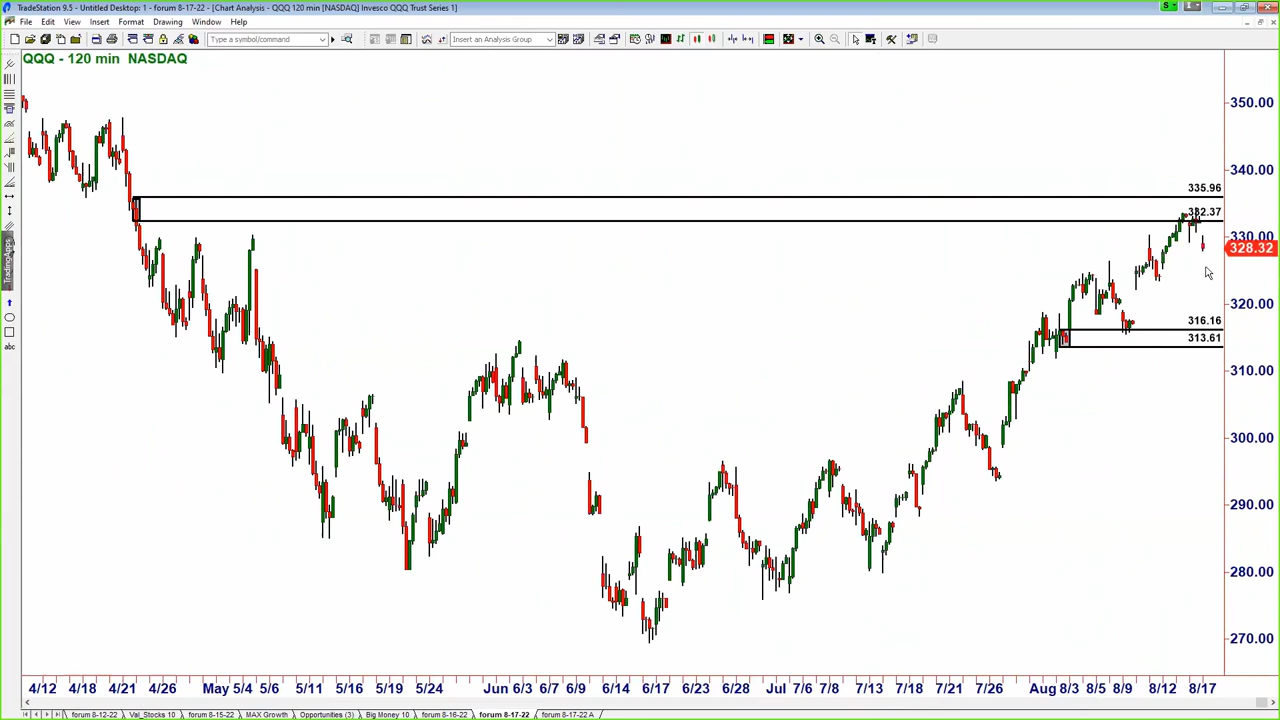 TradeStation 9.5 - Untitled Desktop: 1 - forum 8-17-22 - [Chart Analysis - QQQ 120 min [NASDAQ] Invesco QQQ Trust Series 1]
File Edit View Insert Format Drawing Window Help
Type a symbol/command
Insert an Analysis Group
QQQ - 120 min NASDAQ
350.00
340.00
335.96
332.37
330.00
328.32
320.00
316.16
313.61
310.00
300.00
290.00
280.00
270.00
TradingApps
abc
4/12 4/18 4/21 4/26 May 5/4 5/6 5/11 5/16 5/19 5/24 Jun 6/3 6/7 6/9 6/14 6/17 6/23 6/28 Jul 7/6 7/8 7/13 7/18 7/21 7/26 Aug 8/3 8/5 8/9 8/12 8/17
forum 8-12-22 Val_Stocks 10 forum 8-15-22 MAX Growth Opportunities (3) Big Money 10 forum 8-16-22 forum 8-17-22 forum 8-17-22 A